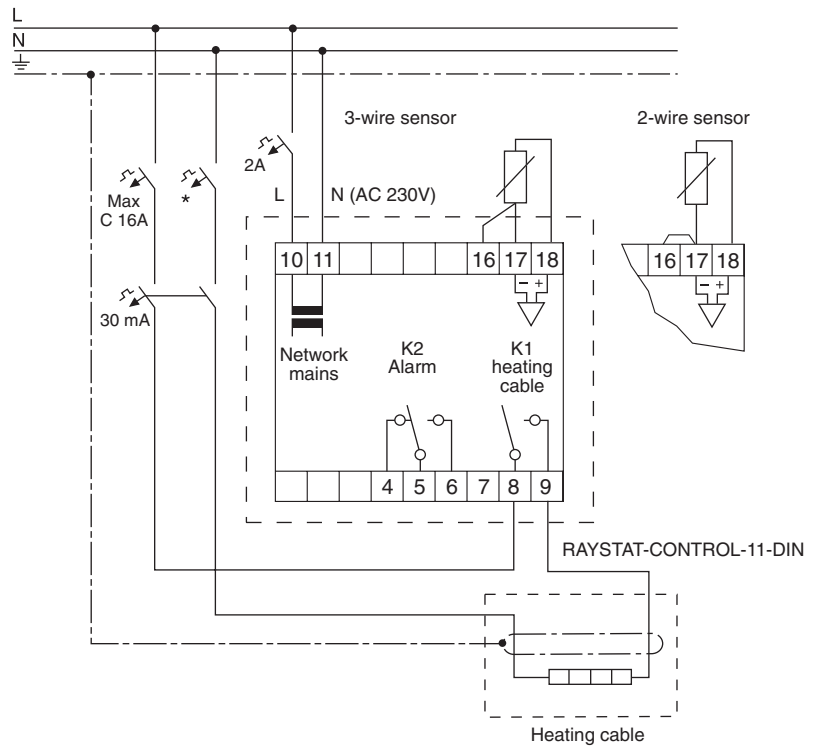 L
N
3-wire sensor
2-wire sensor
2A
L
N (AC 230V)
Max
C 16A
*
10 11 16 17 18
16 17 18
- +
- +
30 mA
Network
mains
K2
Alarm
K1
heating
cable
4 5 6 7 8 9
RAYSTAT-CONTROL-11-DIN
Heating cable